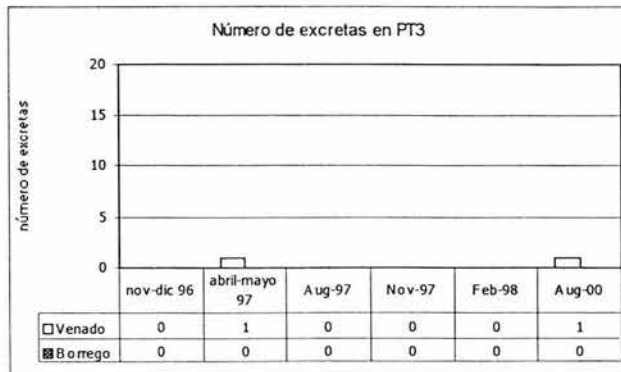 Número de excretas en PT3
número de excretas
20
15
10
5
0
nov-dic 96 abril-mayo 97 Aug-97 Nov-97 Feb-98 Aug-00
Venado 0 1 0 0 0 1
Borrego 0 0 0 0 0 0